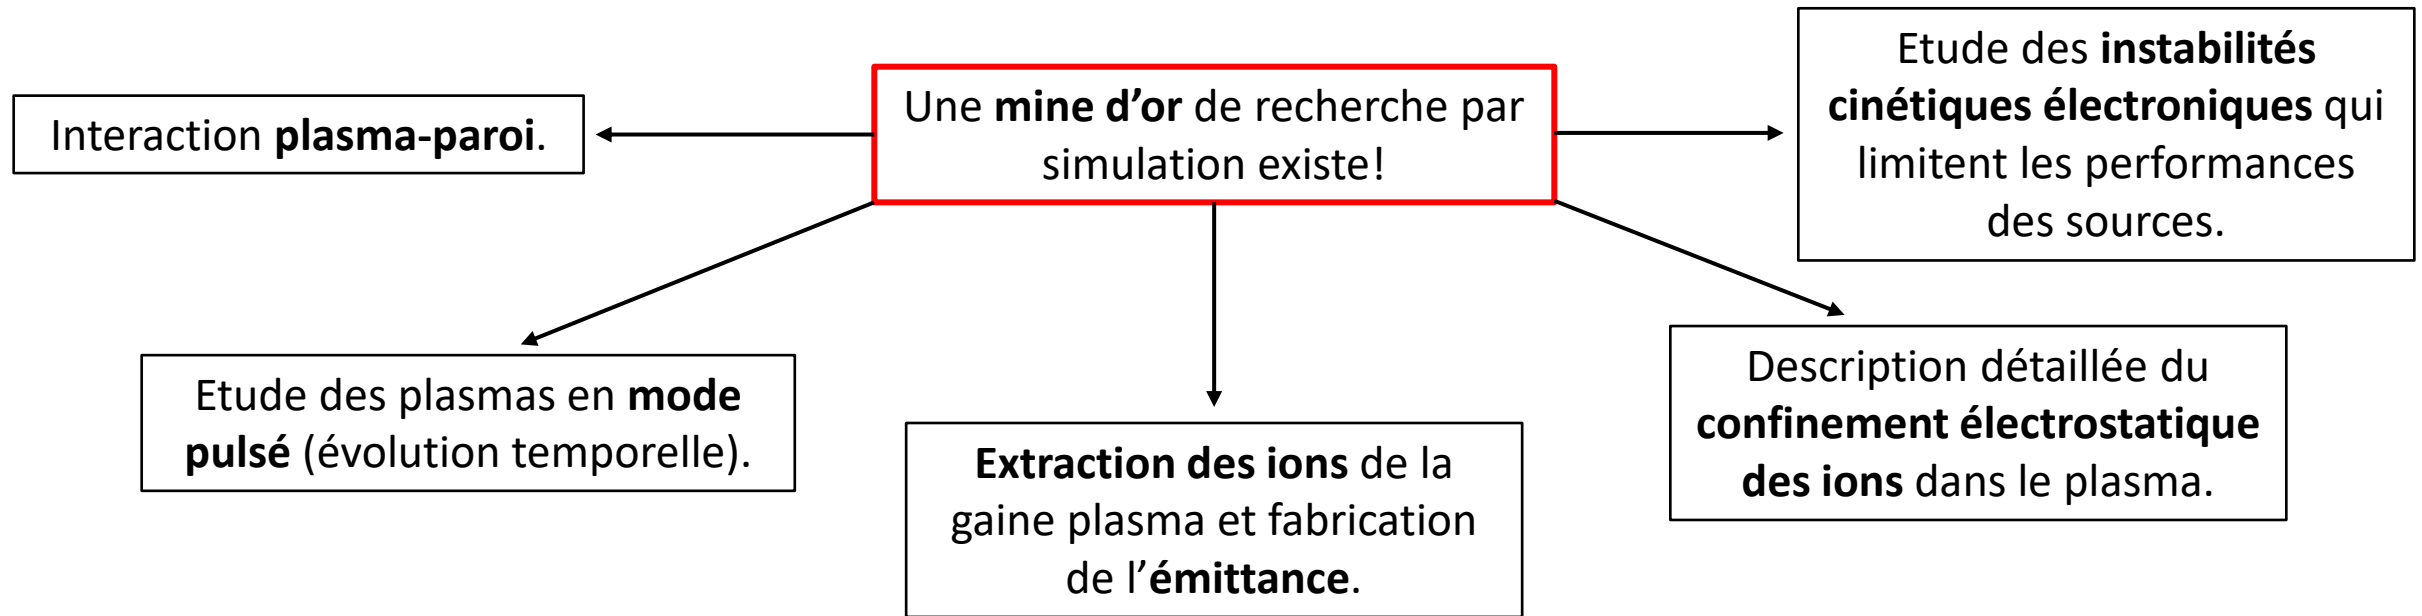 Interaction plasma-paroi.
Une mine d’or de recherche par
simulation existe!
Etude des instabilités
cinétiques électroniques qui
limitent les performances
des sources.
Etude des plasmas en mode
pulsé (évolution temporelle).
Extraction des ions de la
gaine plasma et fabrication
de l’émittance.
Description détaillée du
confinement électrostatique
des ions dans le plasma.